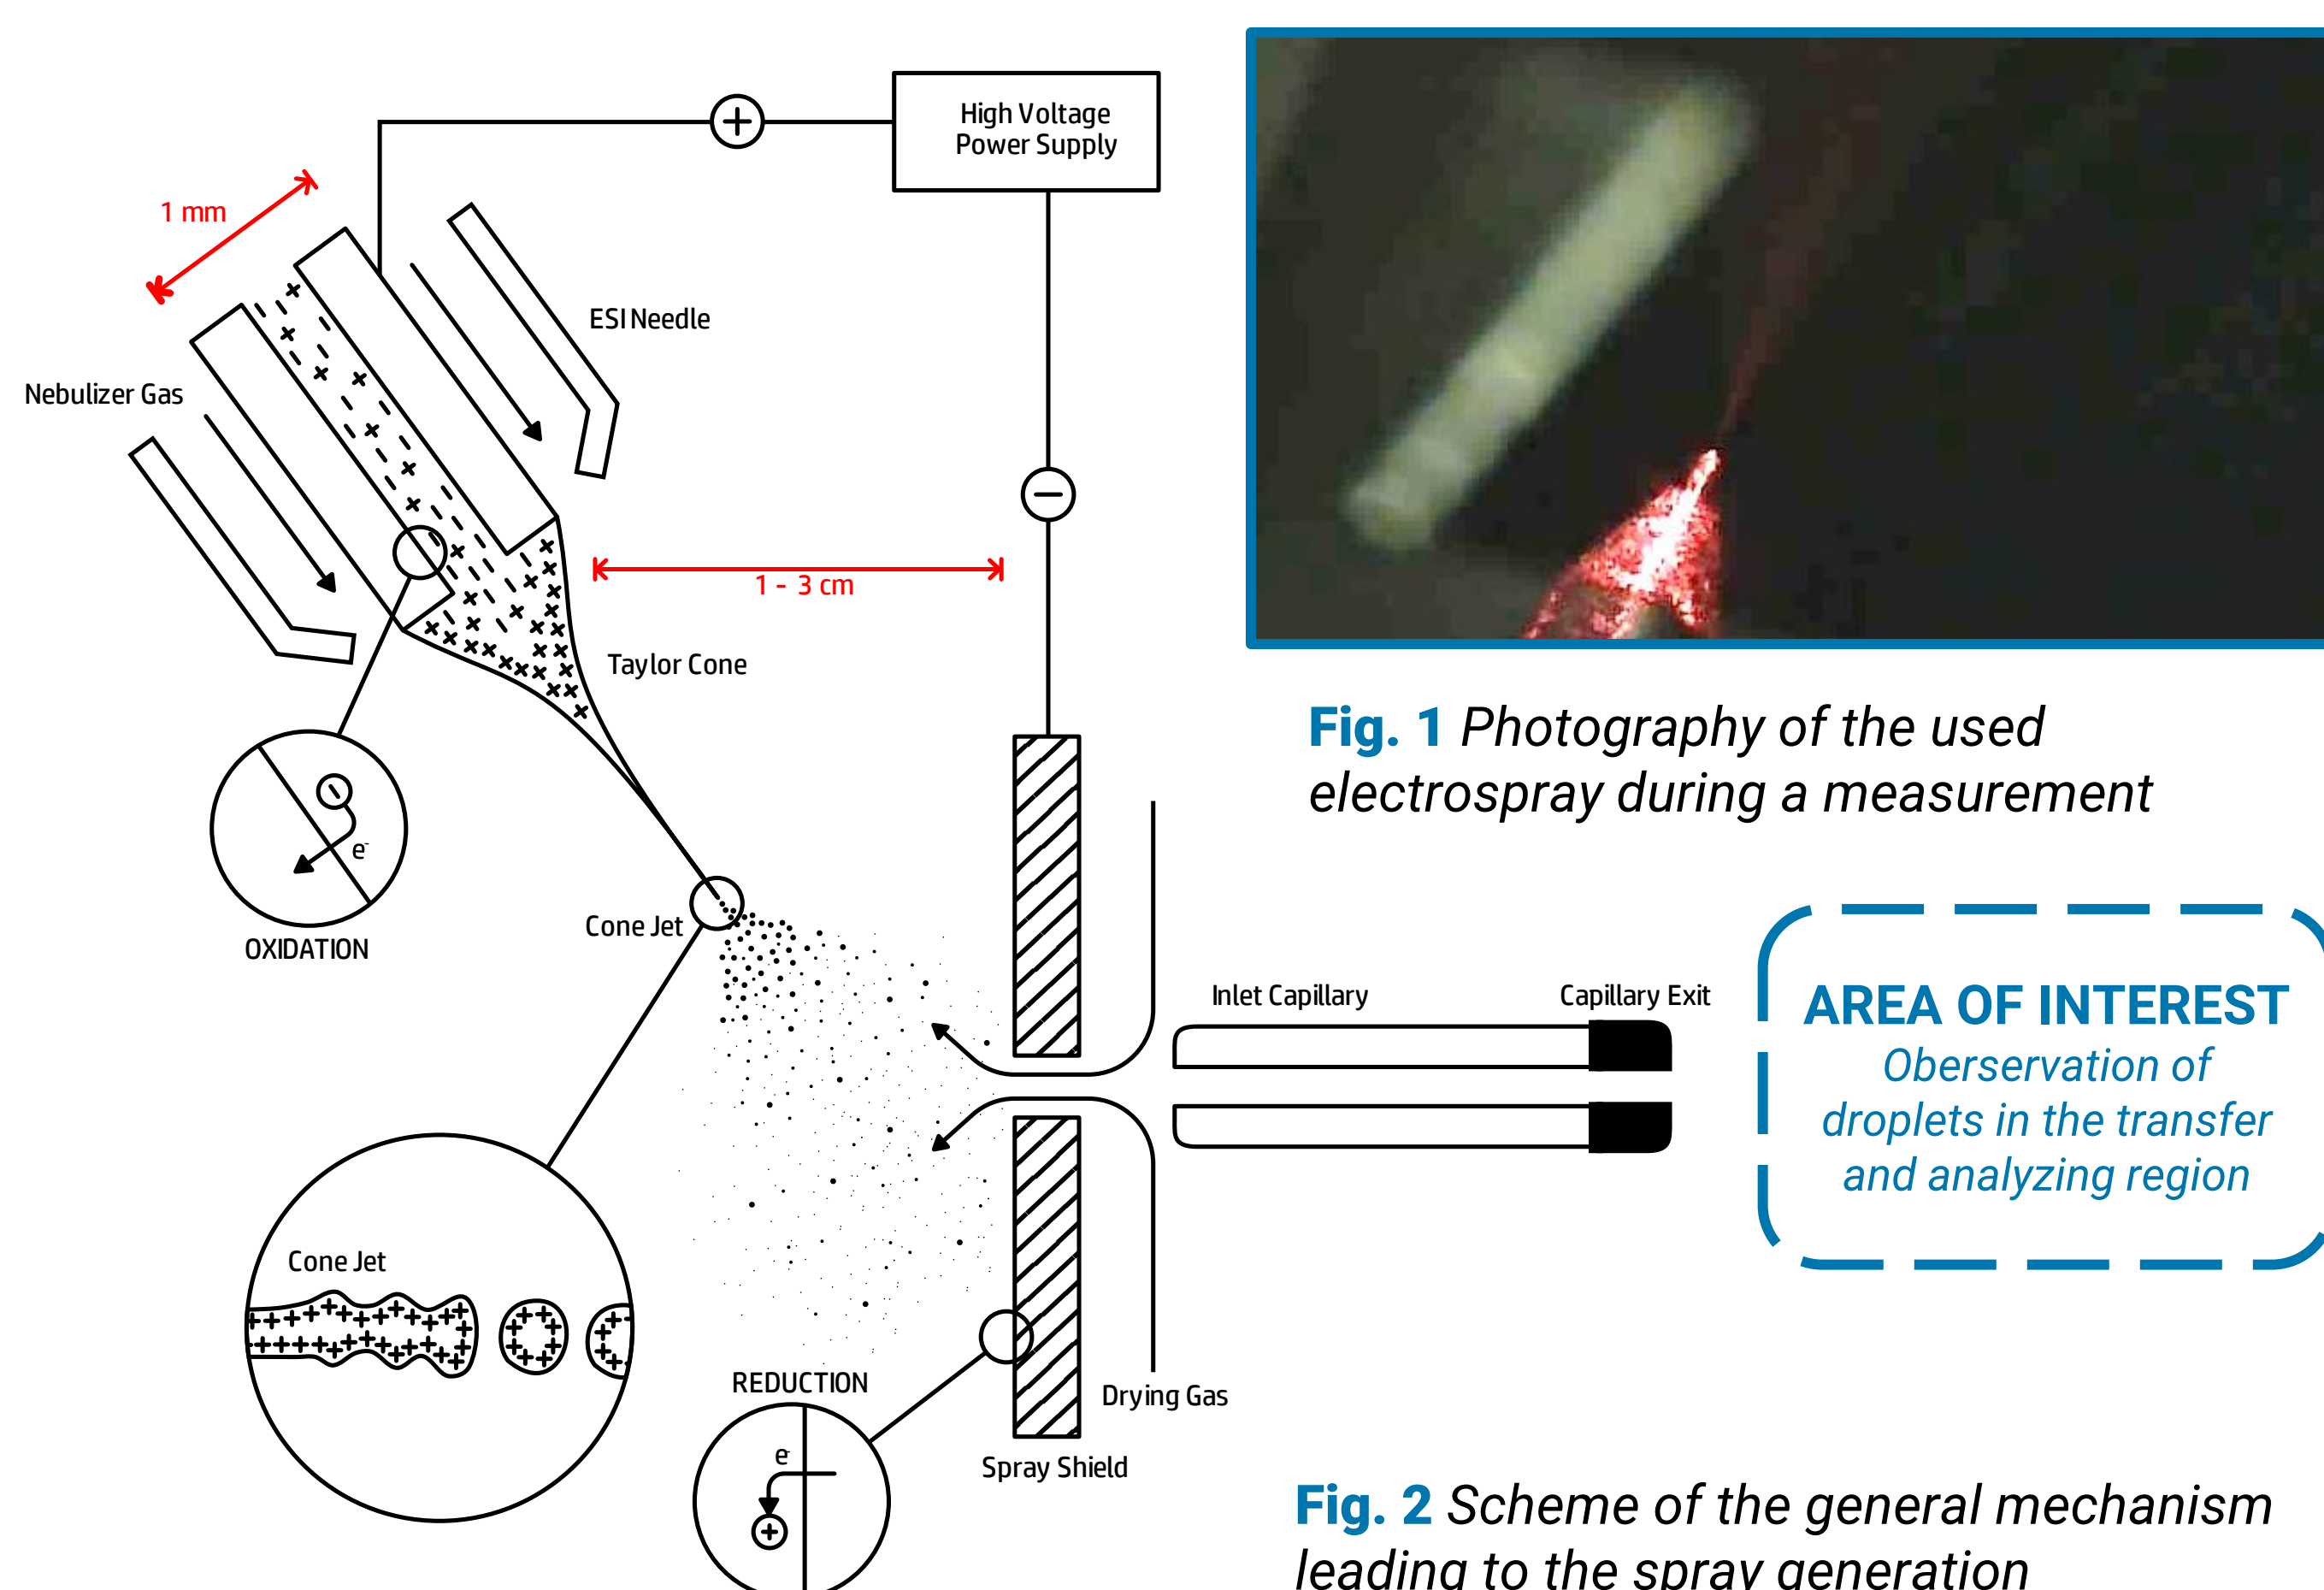 High Voltage
Power Supply
1 mm
ESI Needle
Nebulizer Gas
1 - 3 cm
Taylor Cone
e-
OXIDATION
Cone Jet
Cone Jet
REDUCTION
e-
Drying Gas
Spray Shield
Inlet Capillary
Capillary Exit
Fig. 1 Photography of the used
electrospray during a measurement
AREA OF INTEREST
Oberservation of
droplets in the transfer
and analyzing region
Fig. 2 Scheme of the general mechanism
leading to the spray generation